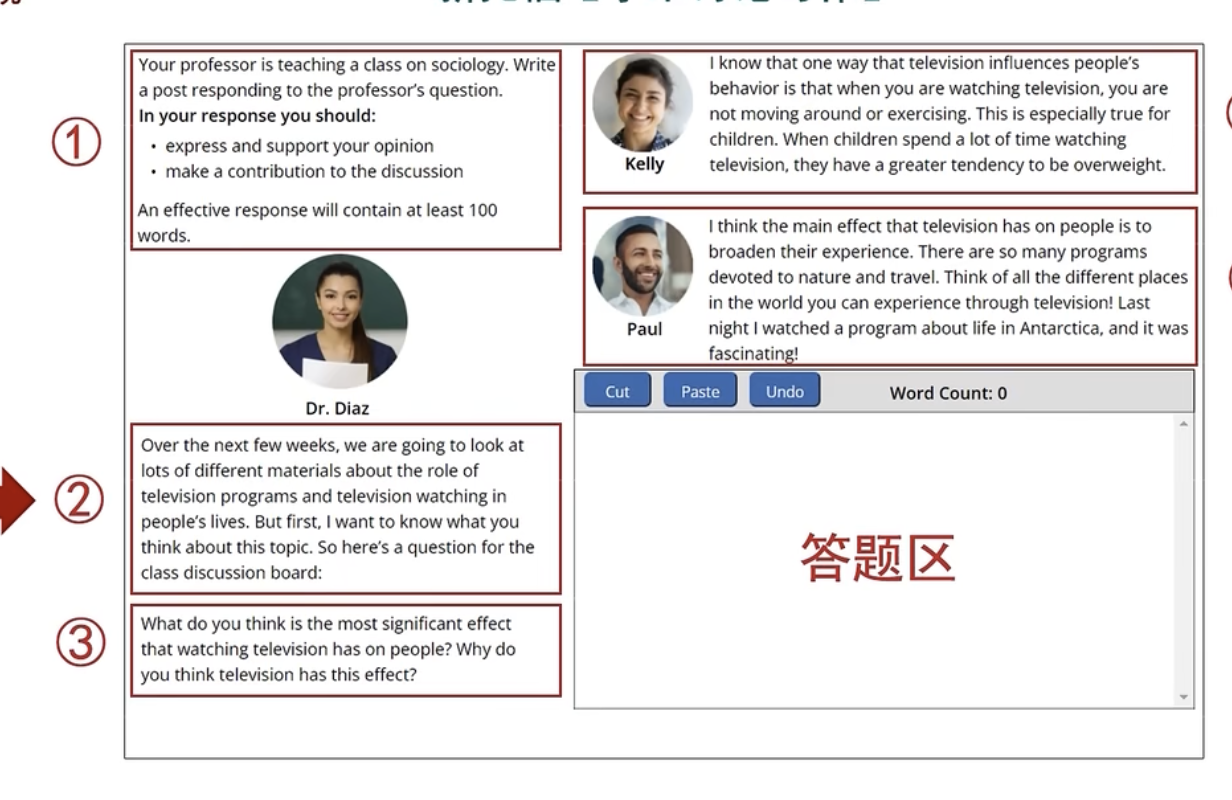 ①
Your professor is teaching a class on sociology. Write
a post responding to the professor's question.
In your response you should:
• express and support your opinion
• make a contribution to the discussion
An effective response will contain at least 100
words.
Dr. Diaz
②
Over the next few weeks, we are going to look at
lots of different materials about the role of
television programs and television watching in
people's lives. But first, I want to know what you
think about this topic. So here's a question for the
class discussion board:
③
What do you think is the most significant effect
that watching television has on people? Why do
you think television has this effect?
I know that one way that television influences people's
behavior is that when you are watching television, you are
not moving around or exercising. This is especially true for
children. When children spend a lot of time watching
television, they have a greater tendency to be overweight.
Kelly
I think the main effect that television has on people is to
broaden their experience. There are so many programs
devoted to nature and travel. Think of all the different places
in the world you can experience through television! Last
night I watched a program about life in Antarctica, and it was
fascinating!
Paul
Cut Paste Undo Word Count: 0
答题区